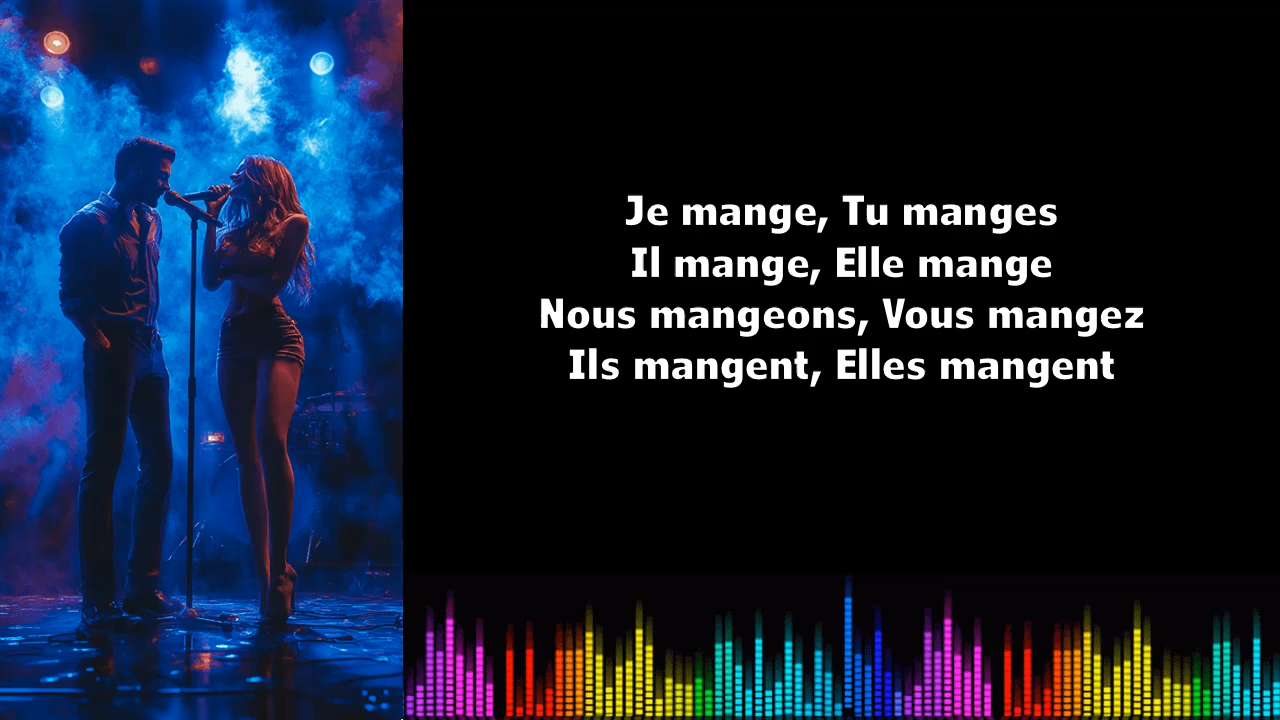 Je mange, Tu manges
Il mange, Elle mange
Nous mangeons, Vous mangez
Ils mangent, Elles mangent